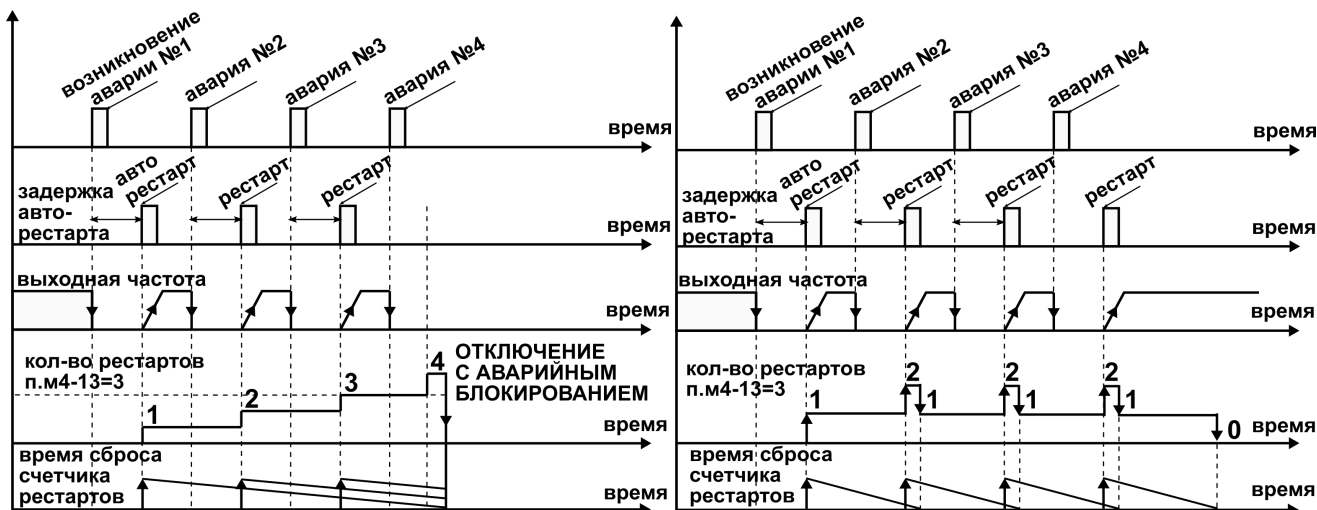 возникновение
аварии №1
авария №2
авария №3
авария №4
время
задержка
авто-
рестарта
авто
рестарт
рестарт
рестарт
время
выходная частота
время
кол-во рестартов
п.м4-13=3
1
2
3
4
ОТКЛЮЧЕНИЕ
С АВАРИЙНЫМ
БЛОКИРОВАНИЕМ
время
время сброса
счетчика
рестартов
время
возникновение
аварии №1
авария №2
авария №3
авария №4
время
задержка
авто-
рестарта
авто
рестарт
рестарт
рестарт
рестарт
время
выходная частота
время
кол-во рестартов
п.м4-13=3
1
2
1
2
1
2
1
0
время
время сброса
счетчика
рестартов
время